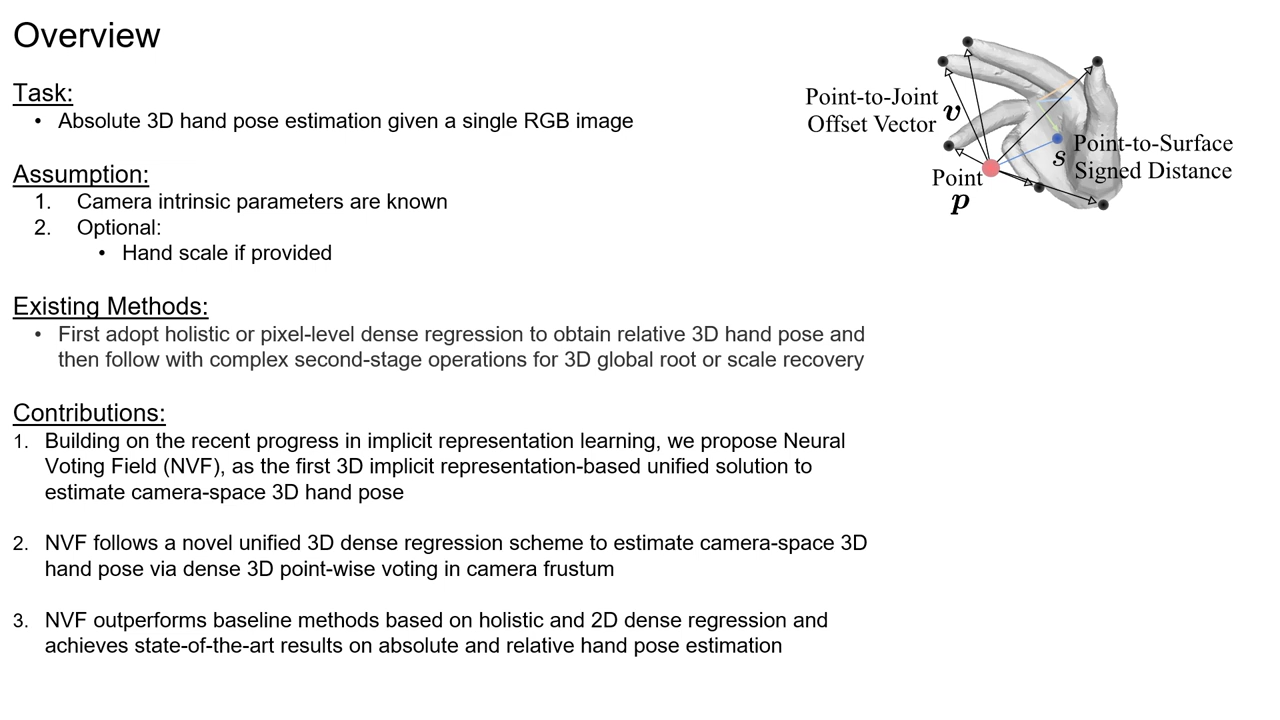 Overview
Task:
• Absolute 3D hand pose estimation given a single RGB image
Assumption:
1. Camera intrinsic parameters are known
2. Optional:
• Hand scale if provided
Existing Methods:
• First adopt holistic or pixel-level dense regression to obtain relative 3D hand pose and
then follow with complex second-stage operations for 3D global root or scale recovery
Contributions:
1. Building on the recent progress in implicit representation learning, we propose Neural
Voting Field (NVF), as the first 3D implicit representation-based unified solution to
estimate camera-space 3D hand pose
2. NVF follows a novel unified 3D dense regression scheme to estimate camera-space 3D
hand pose via dense 3D point-wise voting in camera frustum
3. NVF outperforms baseline methods based on holistic and 2D dense regression and
achieves state-of-the-art results on absolute and relative hand pose estimation
Point-to-Joint
Offset Vector v
Point
p
s Point-to-Surface
Signed Distance